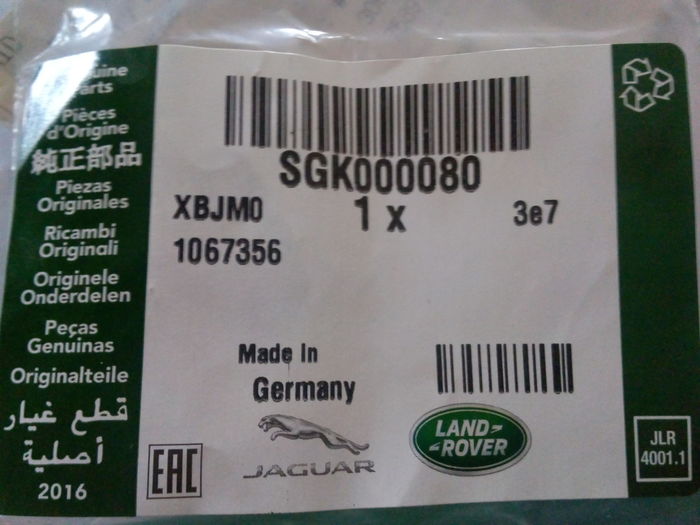 Parts
Pièces
d'Origine
純正部品
Piezas
Originales
Ricambi
Originali
Originele
Onderdelen
Peças
Genuinas
Originalteile
قطع غيار
أصلية
2016
SGK000080
XBJM0
1 x
3e7
1067356
Made In
Germany
EAC
JAGUAR
LAND-
-ROVER
JLR
4001.1